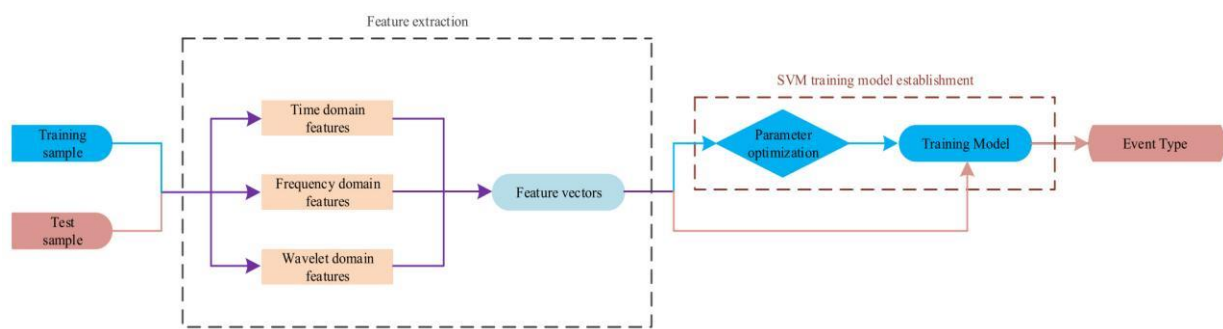 Feature extraction
SVM training model establishment
Training
sample
Test
sample
Time domain
features
Frequency domain
features
Wavelet domain
features
Feature vectors
Parameter
optimization
Training Model
Event Type